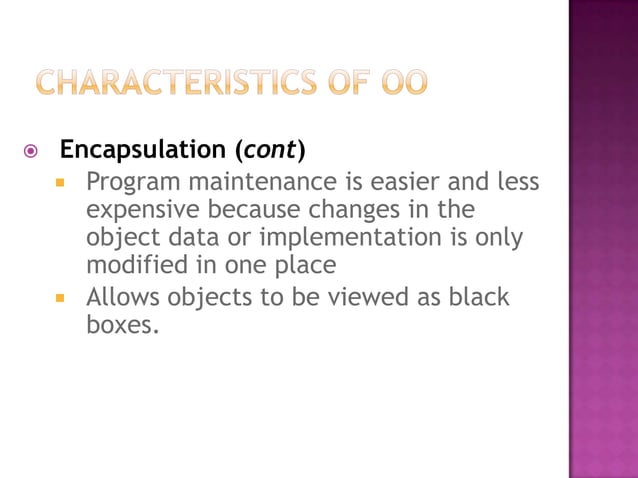 CHARACTERISTICS OF OO
Encapsulation (cont)
Program maintenance is easier and less
expensive because changes in the
object data or implementation is only
modified in one place
Allows objects to be viewed as black
boxes.